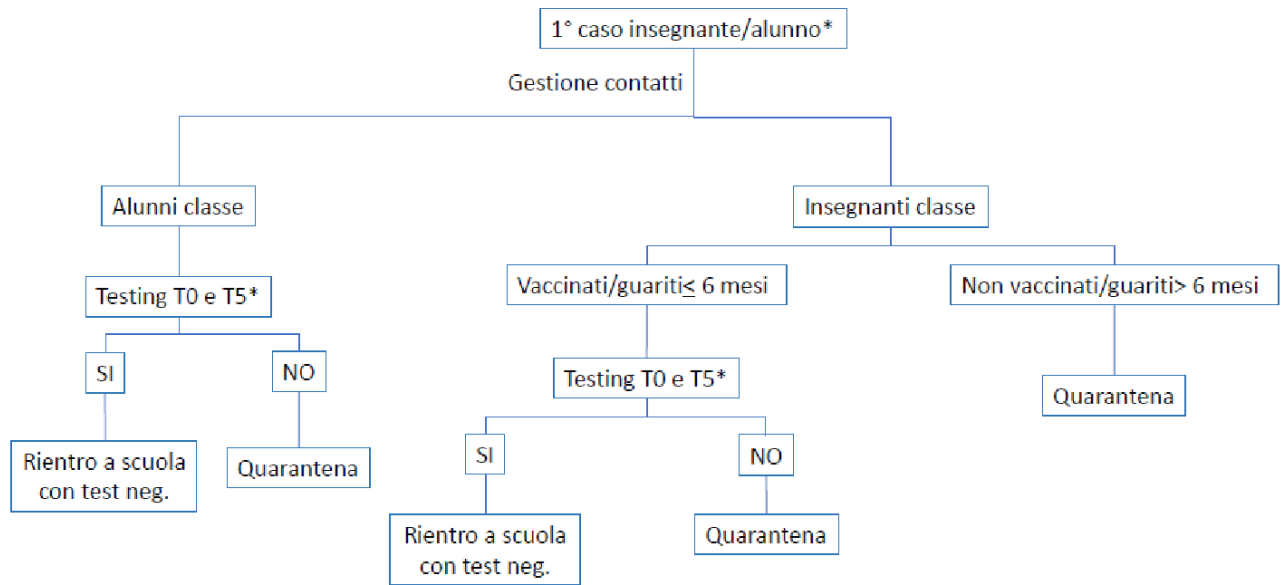 1° caso insegnante/alunno*
Gestione contatti
Alunni classe
Insegnanti classe
Testing T0 e T5*
Vaccinati/guariti≤ 6 mesi
Non vaccinati/guariti> 6 mesi
SI
NO
Testing T0 e T5*
Quarantena
Rientro a scuola
con test neg.
Quarantena
SI
NO
Rientro a scuola
con test neg.
Quarantena